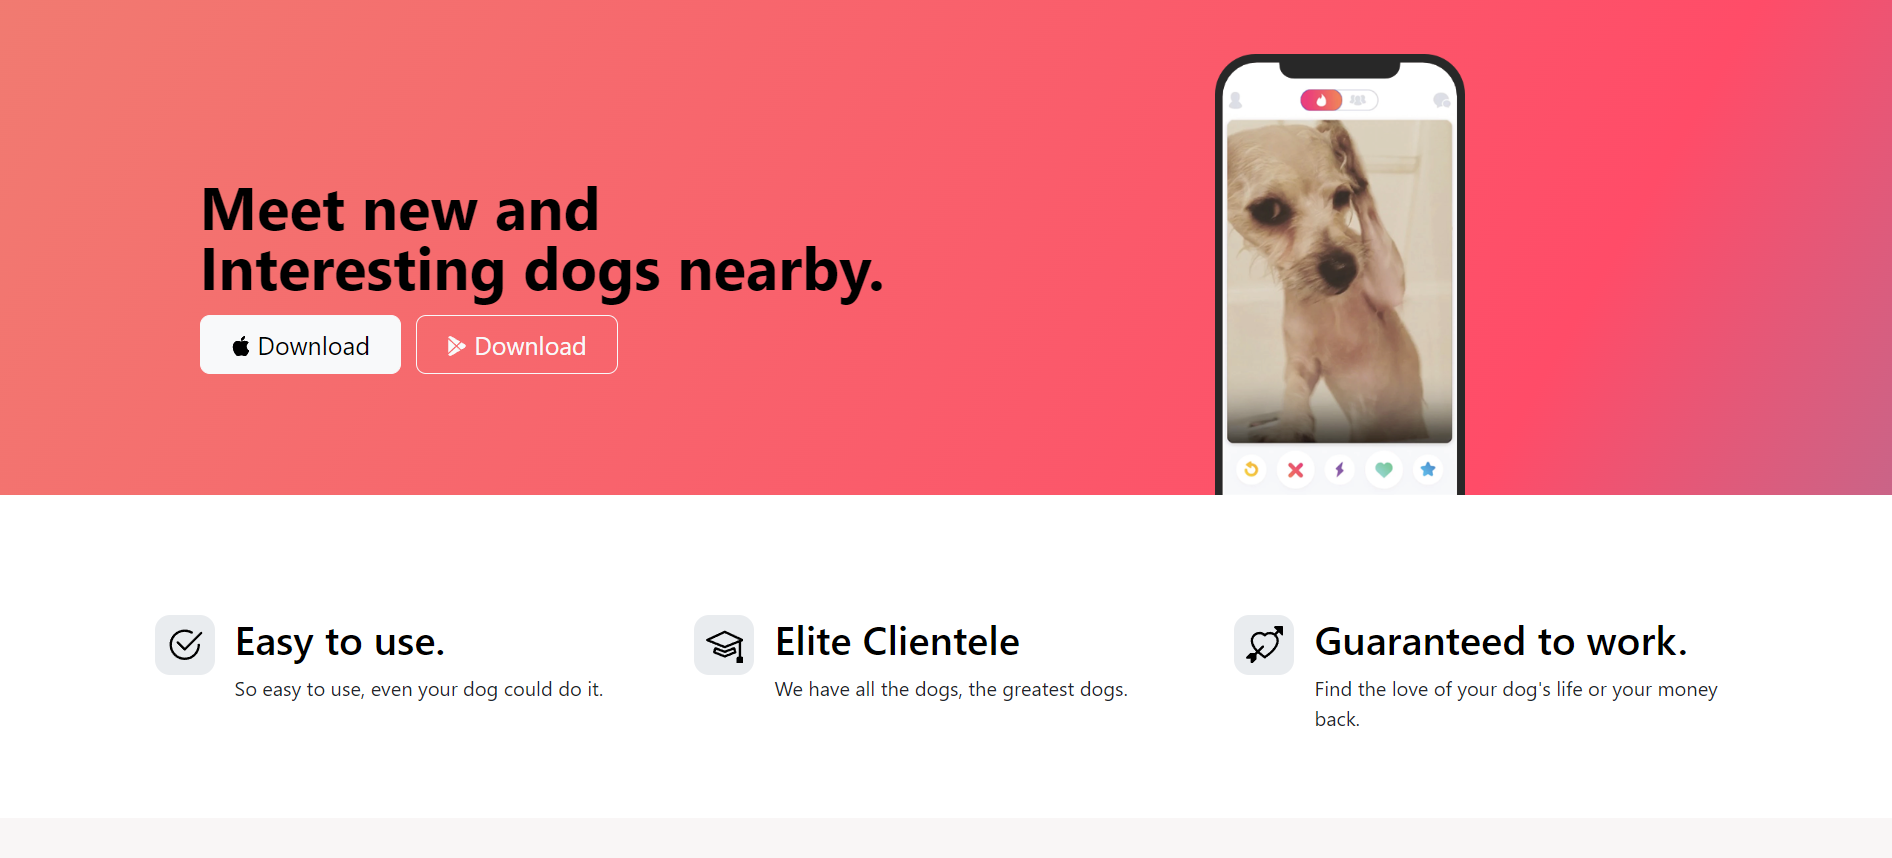 Meet new and
Interesting dogs nearby.
Download
Download
Easy to use.
So easy to use, even your dog could do it.
Elite Clientele
We have all the dogs, the greatest dogs.
Guaranteed to work.
Find the love of your dog's life or your money
back.